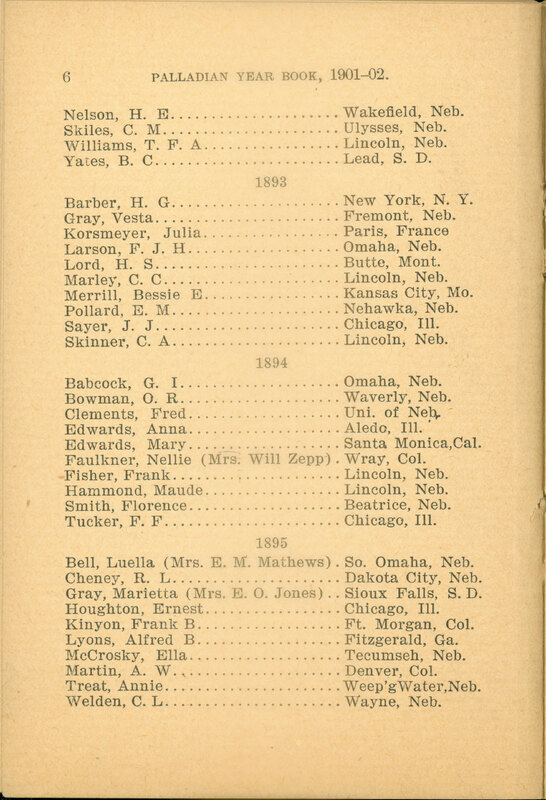 6 PALLADIAN YEAR BOOK, 1901-02.
Nelson, H. E..................... Wakefield, Neb.
Skiles, C. M...................... Ulysses, Neb.
Williams, T. F. A................. Lincoln, Neb.
Yates, B. C....................... Lead, S. D.
1893
Barber, H. G..................... New York, N. Y.
Gray, Vesta....................... Fremont, Neb.
Korsmeyer, Julia................. Paris, France
Larson, F. J. H................... Omaha, Neb.
Lord, H. S....................... Butte, Mont.
Marley, C. C...................... Lincoln, Neb.
Merrill, Bessie E................. Kansas City, Mo.
Pollard, E. M..................... Nehawka, Neb.
Sayer, J. J....................... Chicago, Ill.
Skinner, C. A..................... Lincoln, Neb.
1894
Babcock, G. I.................... Omaha, Neb.
Bowman, O. R.................... Waverly, Neb.
Clements, Fred................... Uni. of Neb.
Edwards, Anna................... Aledo, Ill.
Edwards, Mary................... Santa Monica,Cal.
Faulkner, Nellie (Mrs. Will Zepp). Wray, Col.
Fisher, Frank..................... Lincoln, Neb.
Hammond, Maude................. Lincoln, Neb.
Smith, Florence................... Beatrice, Neb.
Tucker, F. F...................... Chicago, Ill.
1895
Bell, Luella (Mrs. E. M. Mathews). So. Omaha, Neb.
Cheney, R. L..................... Dakota City, Neb.
Gray, Marietta (Mrs. E. O. Jones).. Sioux Falls, S. D.
Houghton, Ernest................. Chicago, Ill.
Kinyon, Frank B.................. Ft. Morgan, Col.
Lyons, Alfred B.................. Fitzgerald, Ga.
McCrosky, Ella................... Tecumseh, Neb.
Martin, A. W..................... Denver, Col.
Treat, Annie...................... Weep'gWater,Neb.
Welden, C. L...................... Wayne, Neb.